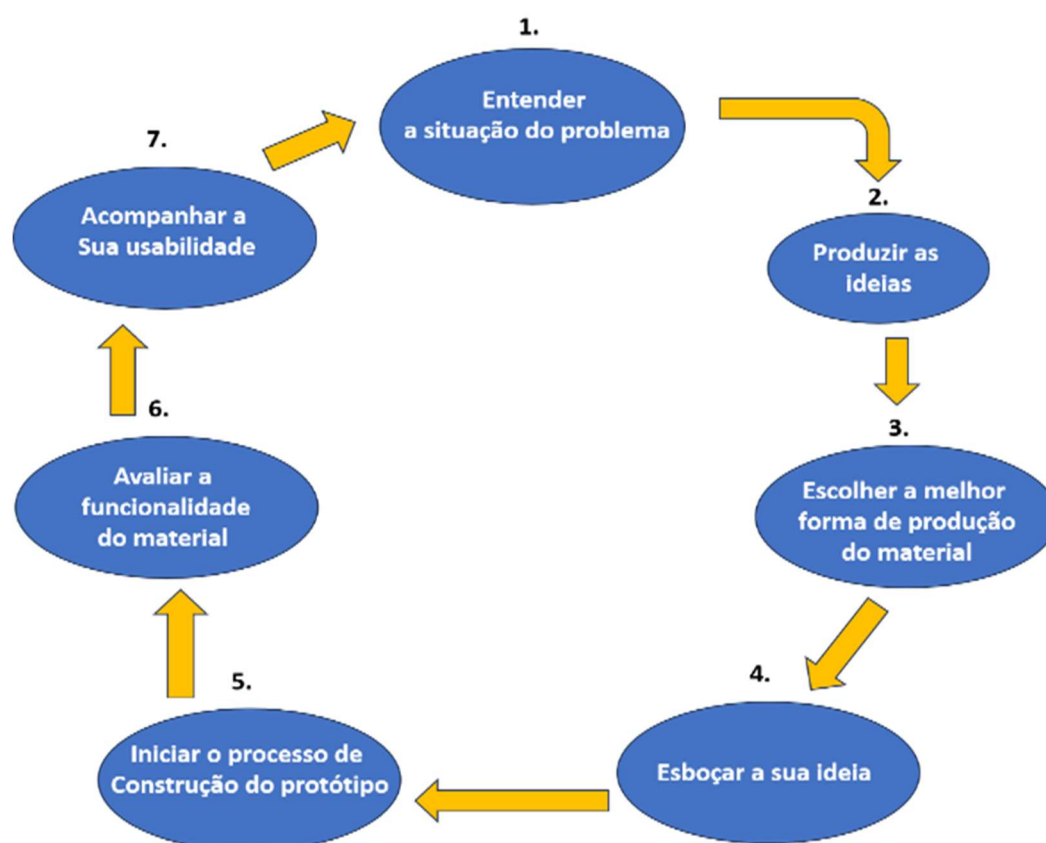 1.
Entender
a situação do problema
2.
Produzir as
ideias
3.
Escolher a melhor
forma de produção
do material
4.
Esboçar a sua ideia
5.
Iniciar o processo de
Construção do protótipo
6.
Avaliar a
funcionalidade
do material
7.
Acompanhar a
Sua usabilidade